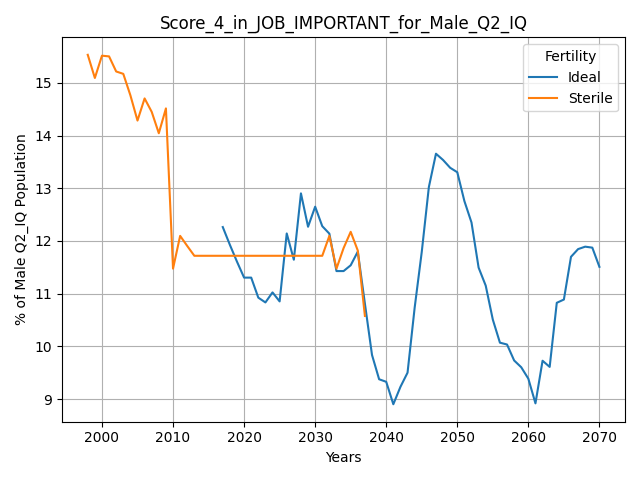 Score_4_in_JOB_IMPORTANT_for_Male_Q2_IQ
Fertility
Ideal
Sterile
% of Male Q2_IQ Population
15
14
13
12
11
10
9
2000 2010 2020 2030 2040 2050 2060 2070
Years